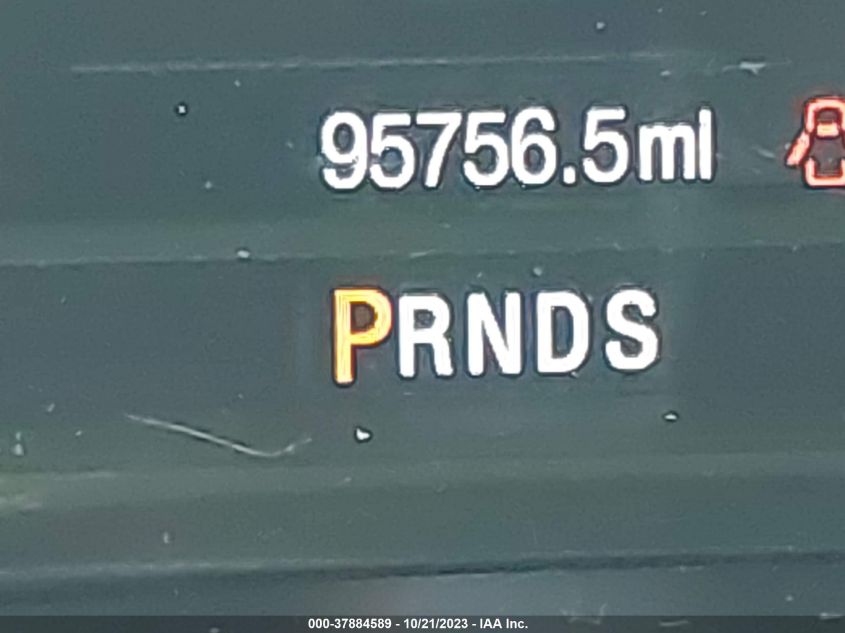 95756.5mi
PRNDS
000-37884589 - 10/21/2023 - IAA Inc.